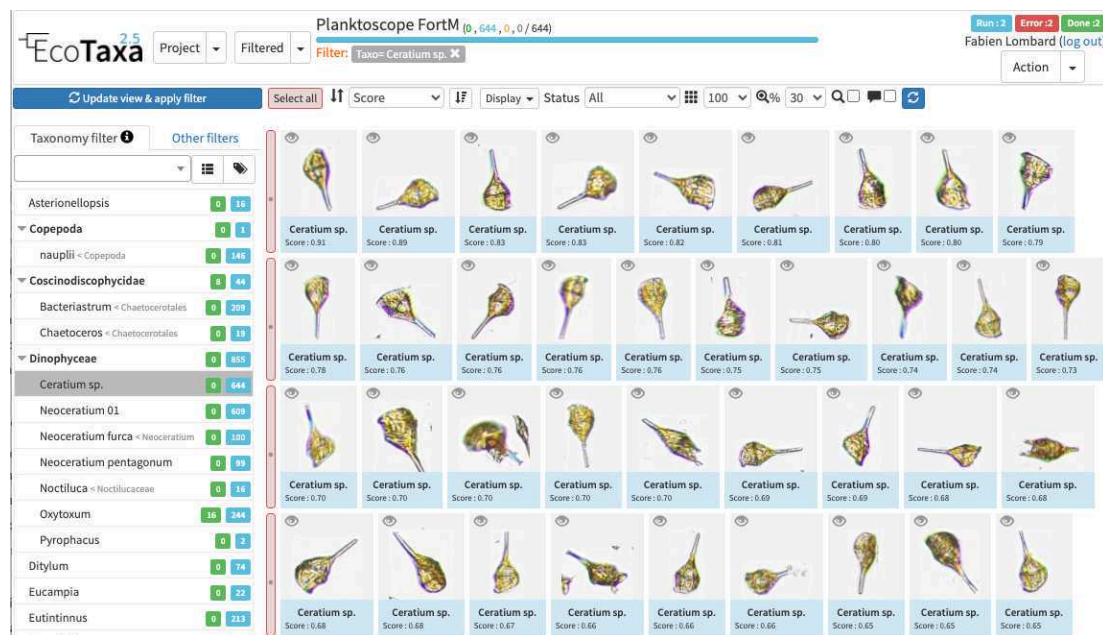 EcoTaxa 2.5
Project
Filtered
Planktoscope FortM (0 , 644 , 0 , 0 / 644)
Filter: Taxo= Ceratium sp. ✖
Run : 2 Error :2 Done :2
Fabien Lombard (log out)
Action
Update view & apply filter
Select all Score Display Status All 100 % 30
Taxonomy filter Other filters
Asterionellopsis 0 16
Copepoda 0 1
nauplii < Copepoda 0 146
Coscinodiscophycidae 8 44
Bacteriastrum < Chaetocerotales 0 209
Chaetoceros < Chaetocerotales 0 19
Dinophyceae 0 855
Ceratium sp. 0 644
Neoceratium 01 0 609
Neoceratium furca < Neoceratium 0 100
Neoceratium pentagonum 0 99
Noctiluca < Noctilucaceae 0 16
Oxytoxum 16 244
Pyrophacus 0 2
Ditylum 0 74
Eucampia 0 22
Eutintinnus 0 213
Ceratium sp. Ceratium sp. Ceratium sp. Ceratium sp. Ceratium sp. Ceratium sp. Ceratium sp. Ceratium sp. Ceratium sp.
Score : 0.91 Score : 0.89 Score : 0.83 Score : 0.83 Score : 0.82 Score : 0.81 Score : 0.80 Score : 0.80 Score : 0.79
Ceratium sp. Ceratium sp. Ceratium sp. Ceratium sp. Ceratium sp. Ceratium sp. Ceratium sp. Ceratium sp. Ceratium sp. Ceratium sp.
Score : 0.78 Score : 0.76 Score : 0.76 Score : 0.76 Score : 0.76 Score : 0.75 Score : 0.75 Score : 0.74 Score : 0.74 Score : 0.73
Ceratium sp. Ceratium sp. Ceratium sp. Ceratium sp. Ceratium sp. Ceratium sp. Ceratium sp. Ceratium sp. Ceratium sp.
Score : 0.70 Score : 0.70 Score : 0.70 Score : 0.70 Score : 0.70 Score : 0.69 Score : 0.69 Score : 0.68 Score : 0.68
Ceratium sp. Ceratium sp. Ceratium sp. Ceratium sp. Ceratium sp. Ceratium sp. Ceratium sp. Ceratium sp. Ceratium sp.
Score : 0.68 Score : 0.68 Score : 0.67 Score : 0.66 Score : 0.66 Score : 0.66 Score : 0.65 Score : 0.65 Score : 0.65